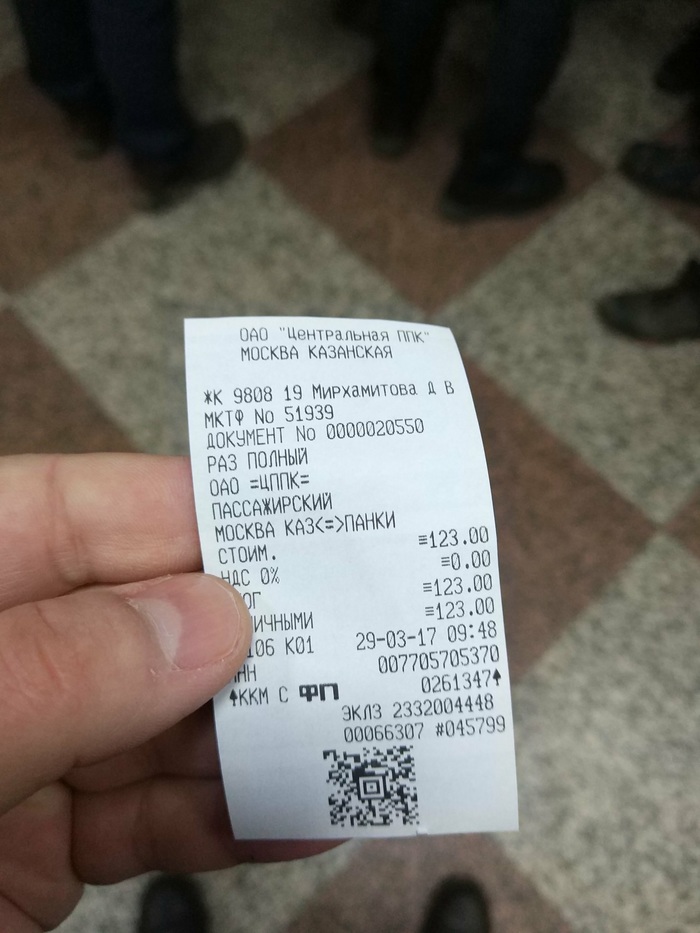 ОАО "Центральная ППК"
МОСКВА КАЗАНСКАЯ
ЖК 9808 19 Мирхамитова Д В
МКТФ No 51939
ДОКУМЕНТ No 0000020550
РАЗ ПОЛНЫЙ
ОАО =ЦППК=
ПАССАЖИРСКИЙ
МОСКВА КАЗ<=>ПАНКИ
СТОИМ. ≡123.00
НДС 0% ≡0.00
≡123.00
≡123.00
К01 29-03-17 09:48
007705705370
ККМ С ФП 0261347
ЭКЛЗ 2332004448
00066307 #045799